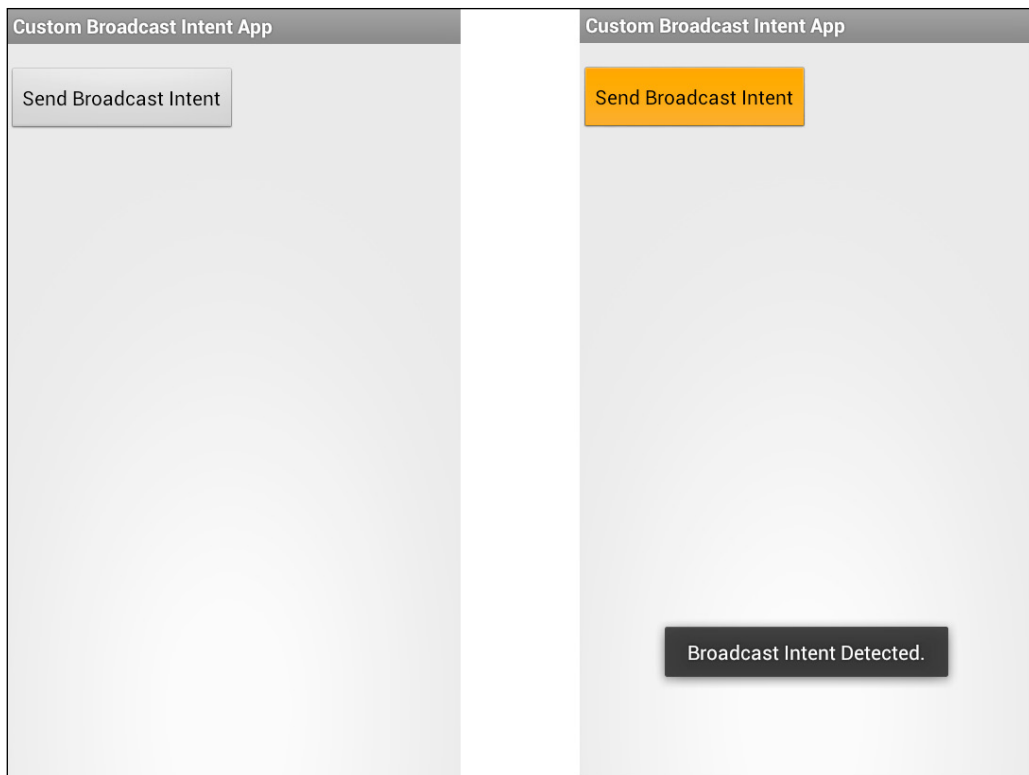 Custom Broadcast Intent App
Send Broadcast Intent
Custom Broadcast Intent App
Send Broadcast Intent
Broadcast Intent Detected.